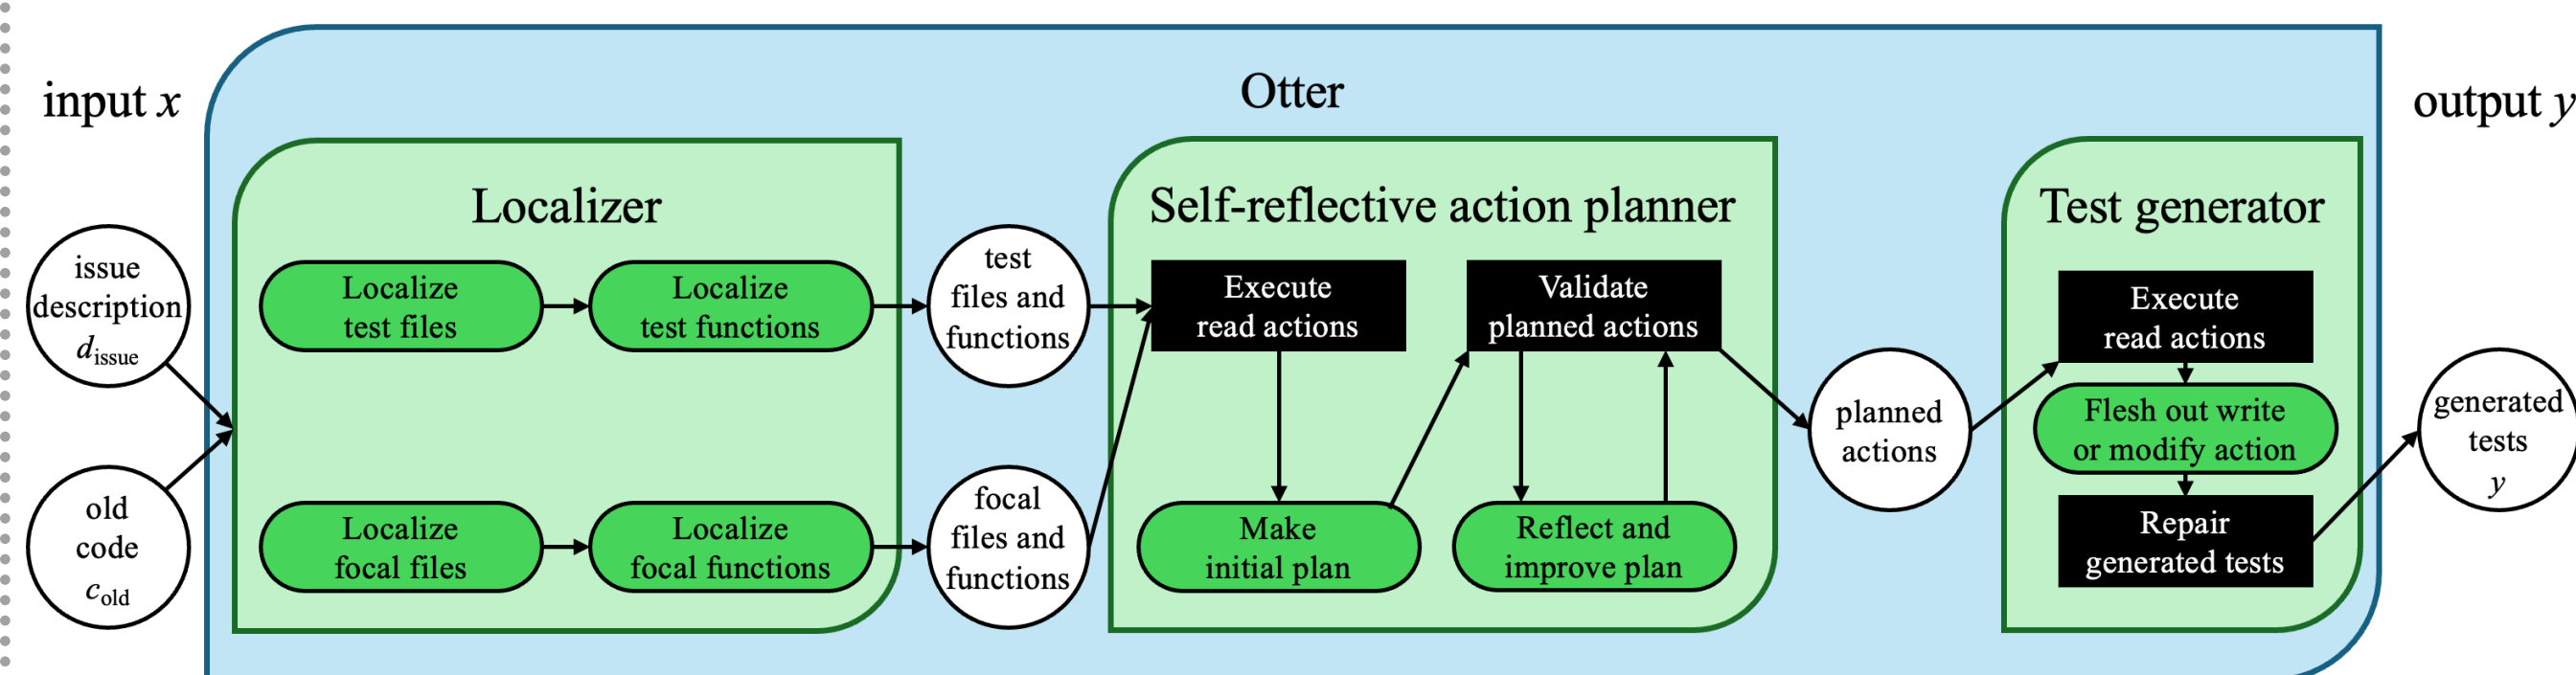 input x
Otter
output y
Localizer
Self-reflective action planner
Test generator
issue
description
d issue
old
code
c old
Localize
test files
Localize
test functions
Localize
focal files
Localize
focal functions
test
files and
functions
focal
files and
functions
Execute
read actions
Validate
planned actions
Make
initial plan
Reflect and
improve plan
planned
actions
Execute
read actions
Flesh out write
or modify action
Repair
generated tests
generated
tests
y